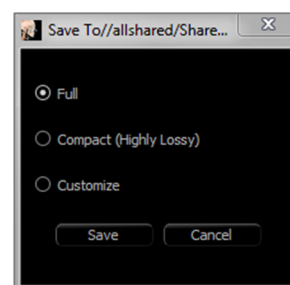 Save To//allshared/Share...
Full
Compact (Highly Lossy)
Customize
Save Cancel